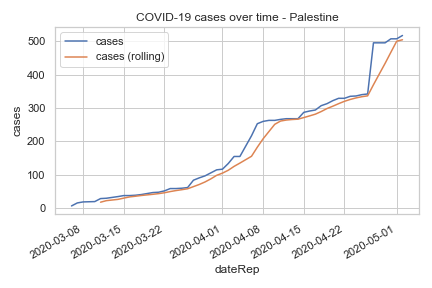 COVID-19 cases over time - Palestine
cases
cases (rolling)
500
400
300
200
100
0
cases
2020-03-08
2020-03-15
2020-03-22
2020-04-01
2020-04-08
2020-04-15
2020-04-22
2020-05-01
dateRep